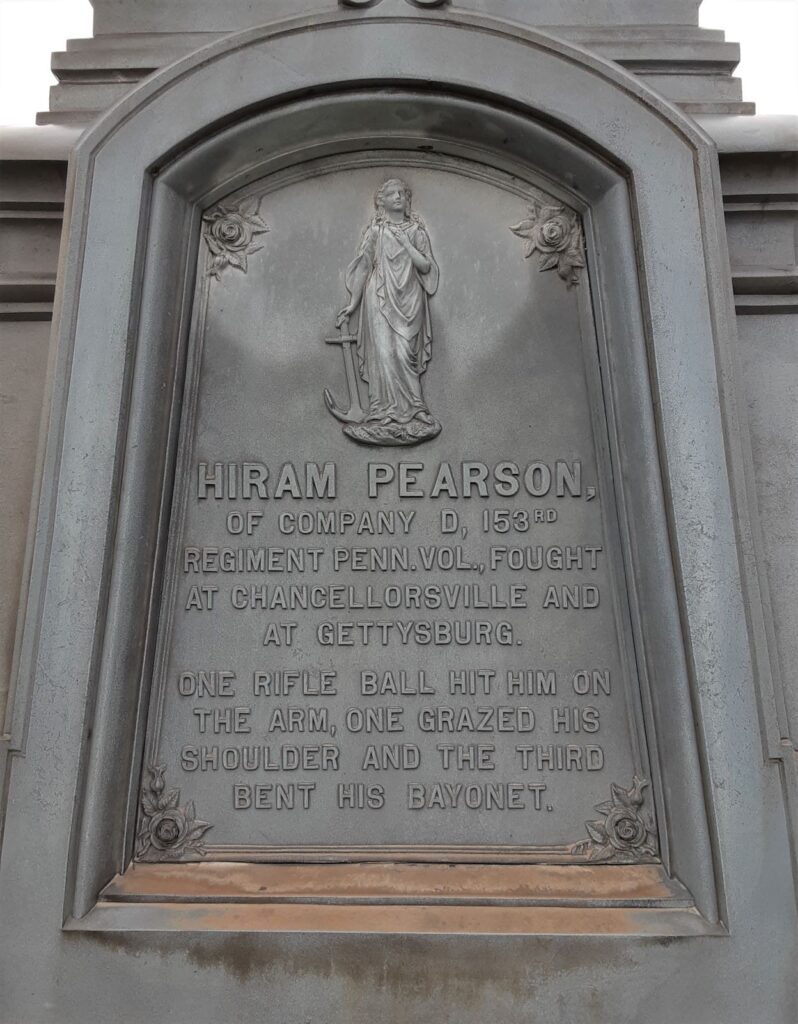 HIRAM PEARSON,
OF COMPANY D, 153RD
REGIMENT PENN. VOL., FOUGHT
AT CHANCELLORSVILLE AND
AT GETTYSBURG.
ONE RIFLE BALL HIT HIM ON
THE ARM, ONE GRAZED HIS
SHOULDER AND THE THIRD
BENT HIS BAYONET.